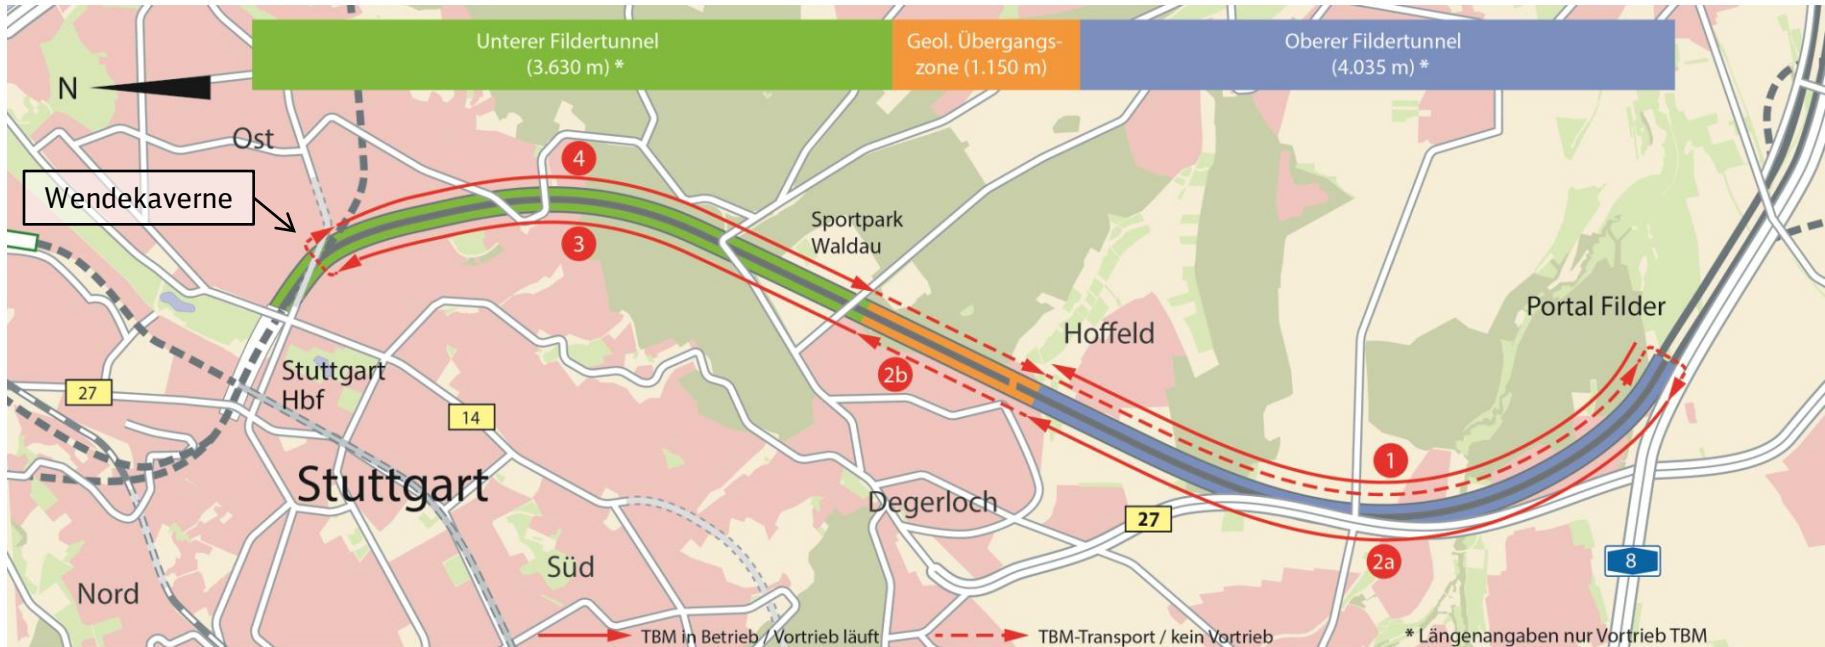 Unterer Fildertunnel
(3.630 m) *
Geol. Übergangs-
zone (1.150 m)
Oberer Fildertunnel
(4.035 m) *
N
Ost
4
Wendekaverne
3
Sportpark
Waldau
Portal Filder
Hoffeld
2b
Stuttgart
Hbf
27
14
1
Stuttgart
Degerloch
27
2a
8
Süd
Nord
TBM in Betrieb / Vortrieb läuft
TBM-Transport / kein Vortrieb
* Längenangaben nur Vortrieb TBM